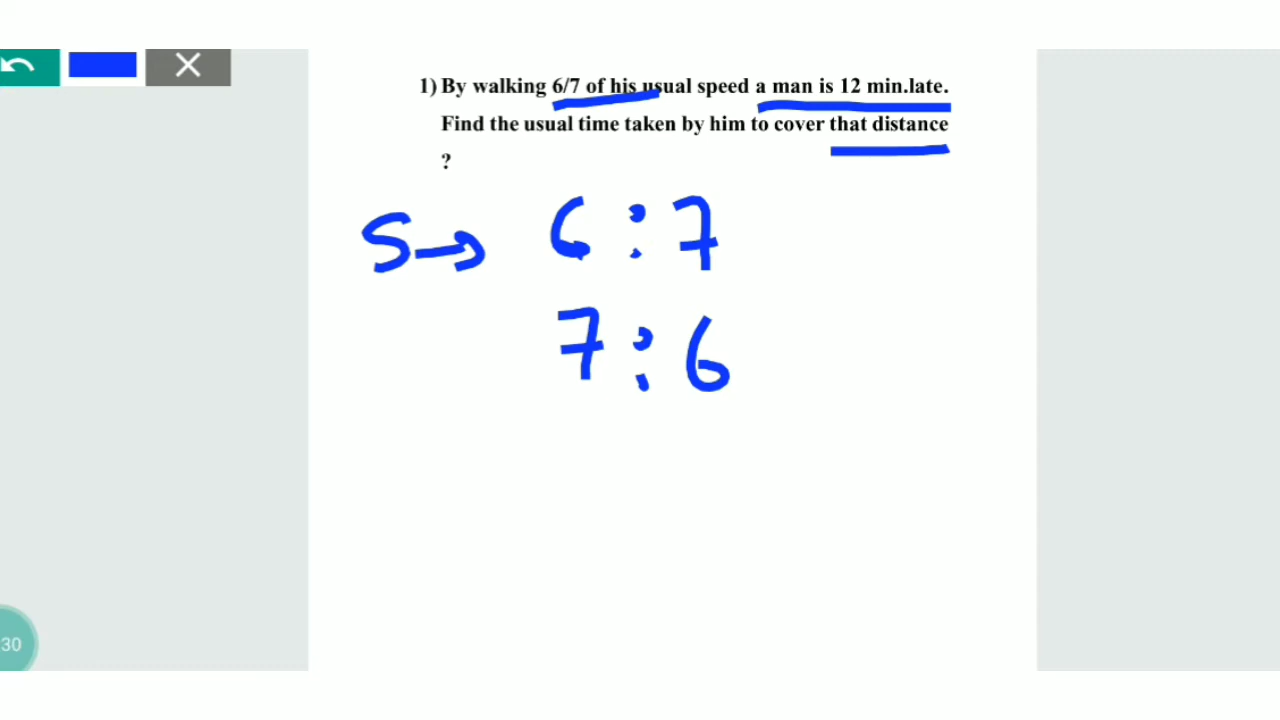 1) By walking 6/7 of his usual speed a man is 12 min.late.
Find the usual time taken by him to cover that distance
?
S→ 6 : 7
7 : 6
30